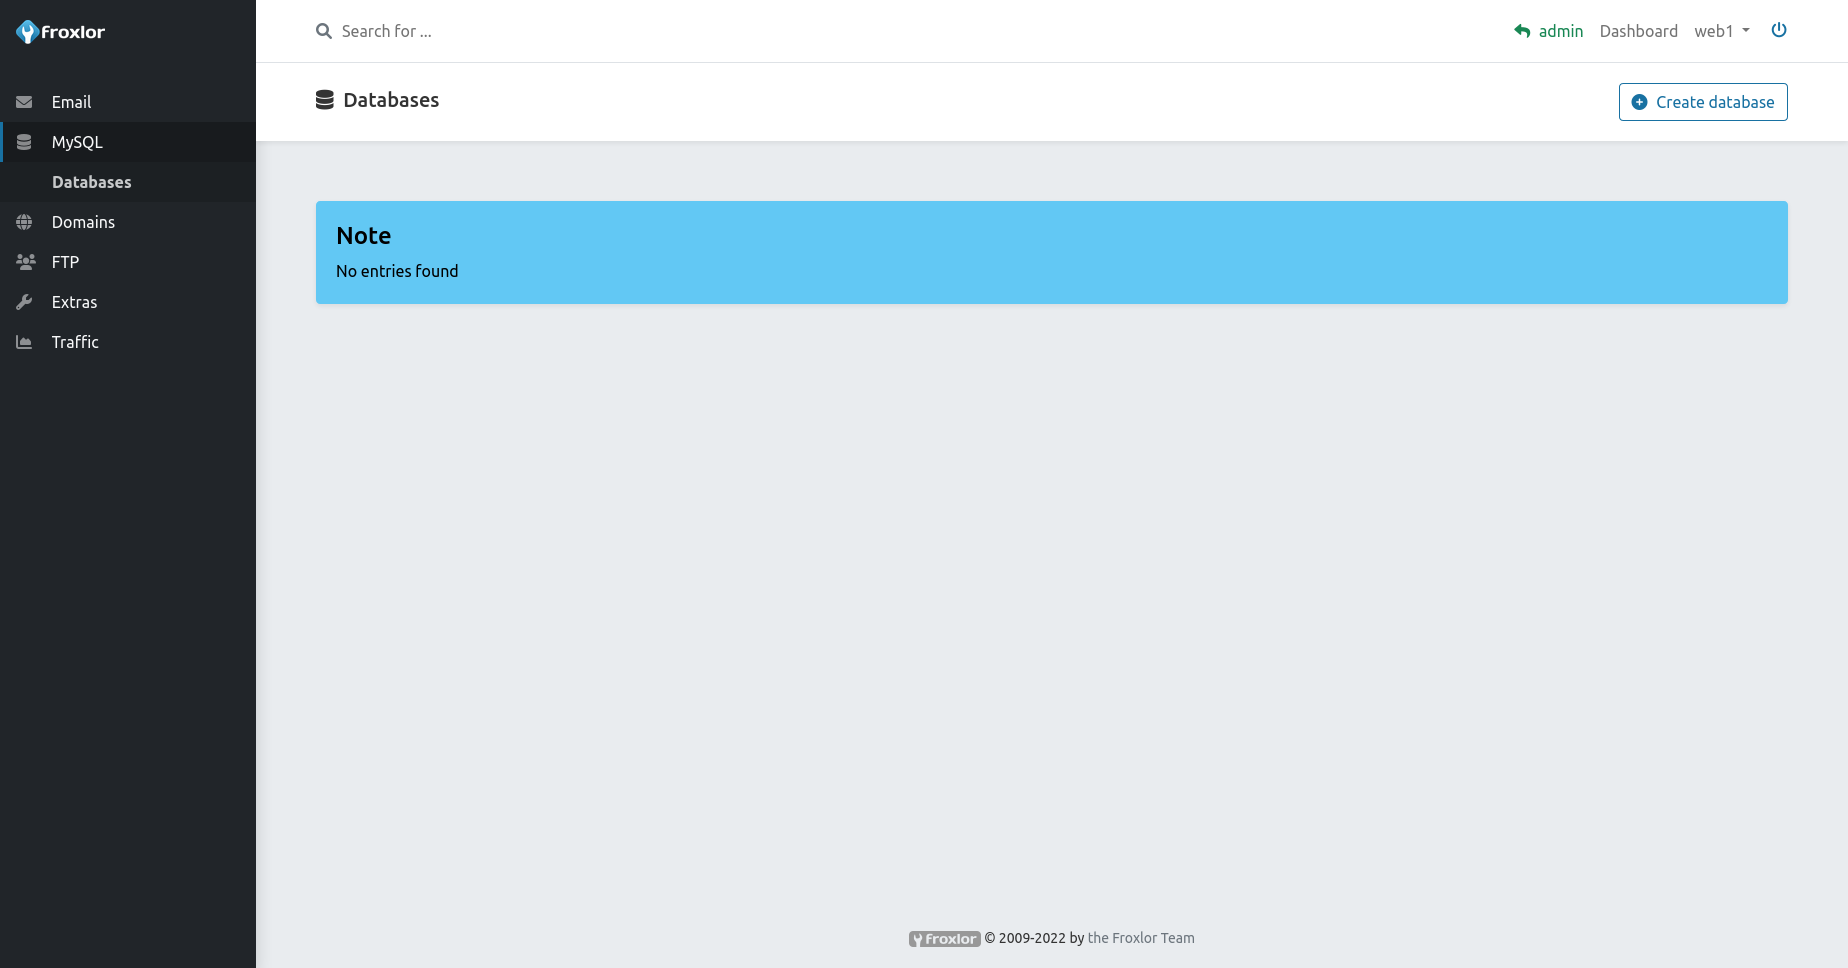 froxlor
Search for ...
admin
Dashboard
web1
Email
MySQL
Databases
Domains
FTP
Extras
Traffic
Databases
Create database
Note
No entries found
froxlor © 2009-2022 by the Froxlor Team